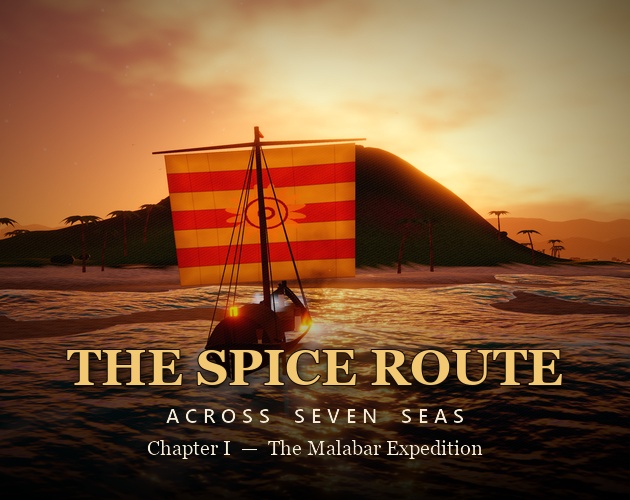 THE SPICE ROUTE
ACROSS SEVEN SEAS
Chapter I — The Malabar Expedition